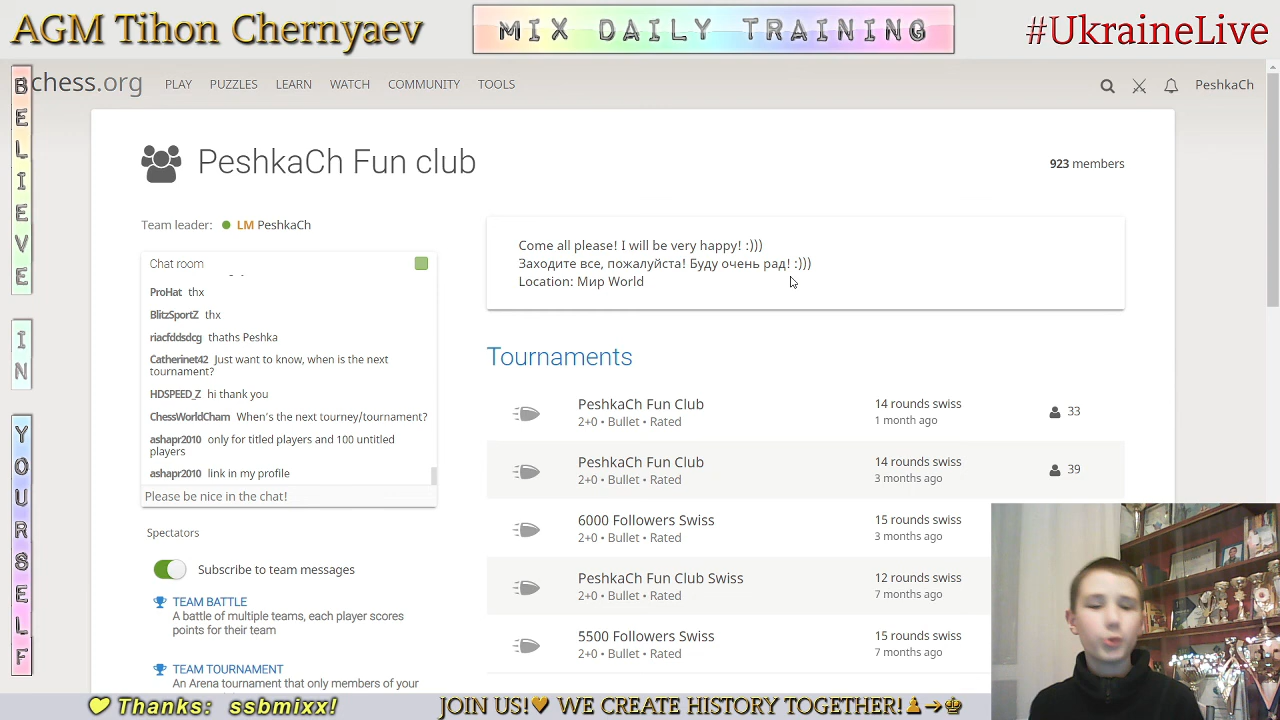 AGM Tihon Chernyaev
MIX DAILY TRAINING
#UkraineLive
BELIEVE
IN
YOURSELF
chess.org
PLAY
PUZZLES
LEARN
WATCH
COMMUNITY
TOOLS
PeshkaCh
PeshkaCh Fun club
923 members
Team leader: LM PeshkaCh
Chat room
ProHat thx
BlitzSportZ thx
riacfddsdcg thaths Peshka
Catherinet42 Just want to know, when is the next
tournament?
HDSPEED_Z hi thank you
ChessWorldCham When's the next tourney/tournament?
ashapr2010 only for titled players and 100 untitled
players
ashapr2010 link in my profile
Please be nice in the chat!
Spectators
Subscribe to team messages
TEAM BATTLE
A battle of multiple teams, each player scores
points for their team
TEAM TOURNAMENT
An Arena tournament that only members of your
Come all please! I will be very happy! :)))
Заходите все, пожалуйста! Буду очень рад! :)))
Location: Мир World
Tournaments
PeshkaCh Fun Club
2+0 • Bullet • Rated
14 rounds swiss
1 month ago
33
PeshkaCh Fun Club
2+0 • Bullet • Rated
14 rounds swiss
3 months ago
39
6000 Followers Swiss
2+0 • Bullet • Rated
15 rounds swiss
3 months ago
PeshkaCh Fun Club Swiss
2+0 • Bullet • Rated
12 rounds swiss
7 months ago
5500 Followers Swiss
2+0 • Bullet • Rated
15 rounds swiss
7 months ago
Thanks: ssbmixx!
JOIN US! WE CREATE HISTORY TOGETHER!